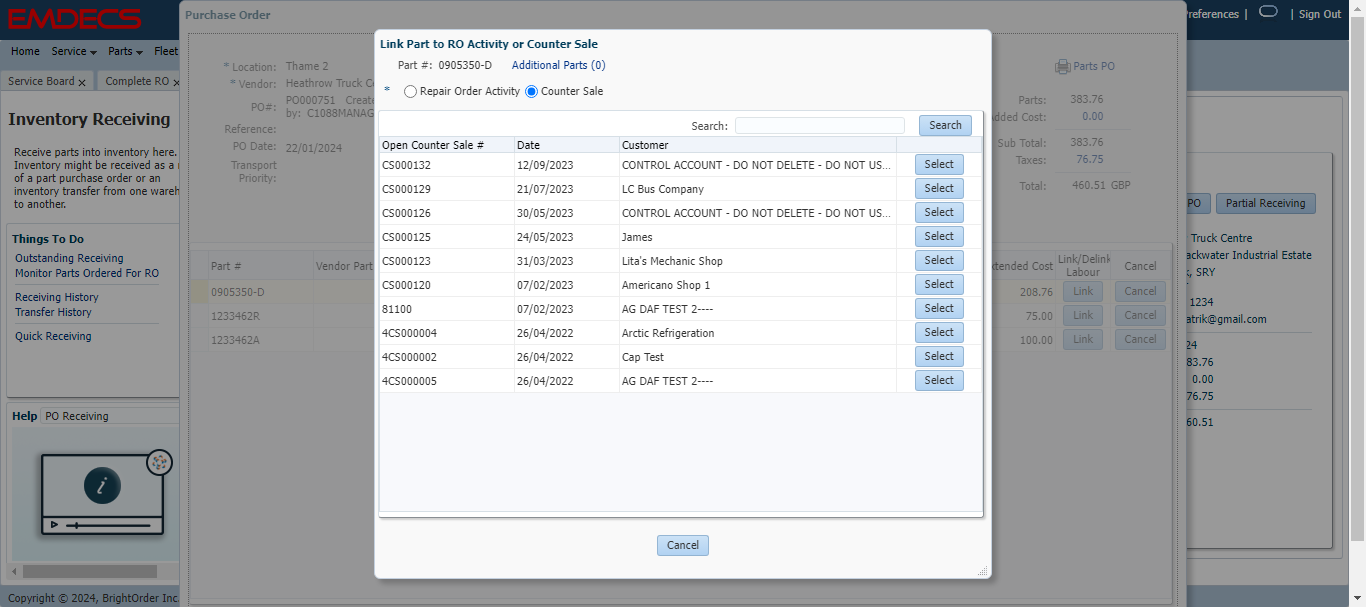 EMDECS
Preferences | | Sign Out
Home Service Parts Fleet
Service Board x Complete RO x
Inventory Receiving
Receive parts into inventory here.
Inventory might be received as a
of a part purchase order or an
inventory transfer from one
to another.
Things To Do
Outstanding Receiving
Monitor Parts Ordered For RO
Receiving History
Transfer History
Quick Receiving
Help PO Receiving
i
Copyright © 2024, BrightOrder Inc
Purchase Order
* Location: Thame 2
* Vendor: Heathrow Truck
PO#: PO000751
by: C1088MANAG
Reference:
PO Date: 22/01/2024
Transport
Priority:
Parts PO
Parts: 383.76
Cost: 0.00
Sub Total: 383.76
Taxes: 76.75
Total: 460.51 GBP
Part # Vendor Part Cost Link/Delink Labour Cancel
0905350-D 208.76 Link Cancel
1233462R 75.00 Link Cancel
1233462A 100.00 Link Cancel
Link Part to RO Activity or Counter Sale
Part #: 0905350-D Additional Parts (0)
* Repair Order Activity Counter Sale
Search: Search
Open Counter Sale # Date Customer
CS000132 12/09/2023 CONTROL ACCOUNT - DO NOT DELETE - DO NOT US... Select
CS000129 21/07/2023 LC Bus Company Select
CS000126 30/05/2023 CONTROL ACCOUNT - DO NOT DELETE - DO NOT US... Select
CS000125 24/05/2023 James Select
CS000123 31/03/2023 Lita's Mechanic Shop Select
CS000120 07/02/2023 Americano Shop 1 Select
81100 07/02/2023 AG DAF TEST 2---- Select
4CS000004 26/04/2022 Arctic Refrigeration Select
4CS000002 26/04/2022 Cap Test Select
4CS000005 26/04/2022 AG DAF TEST 2---- Select
Cancel
PO Partial Receiving
Truck Centre
ackwater Industrial Estate
, SRY
1234
atrik@gmail.com
24
83.76
0.00
76.75
60.51